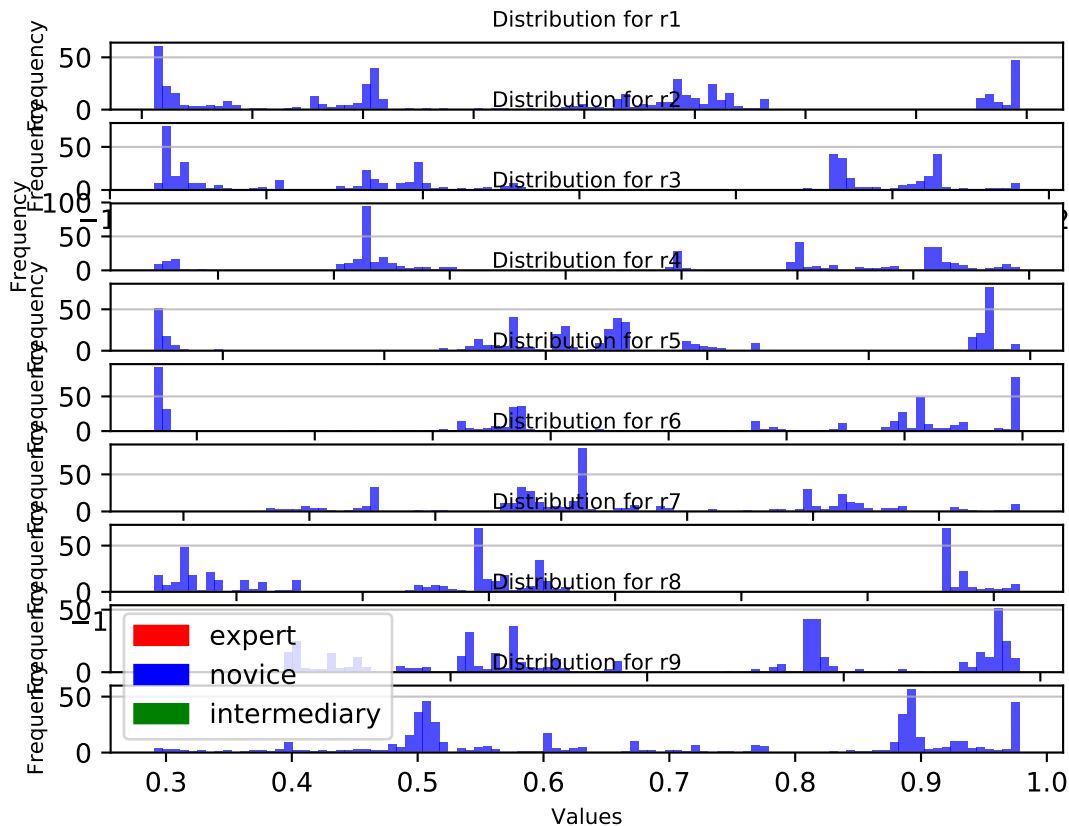 Distribution for r1
Frequency
50
0
Distribution for r2
Frequency
50
0
Distribution for r3
Frequency
100
50
0
Distribution for r4
Frequency
50
0
Distribution for r5
Frequency
50
0
Distribution for r6
Frequency
50
0
Distribution for r7
Frequency
50
0
Distribution for r8
Frequency
50
0
expert
novice
intermediary
Distribution for r9
Frequency
50
0
0.3 0.4 0.5 0.6 0.7 0.8 0.9 1.0
Values